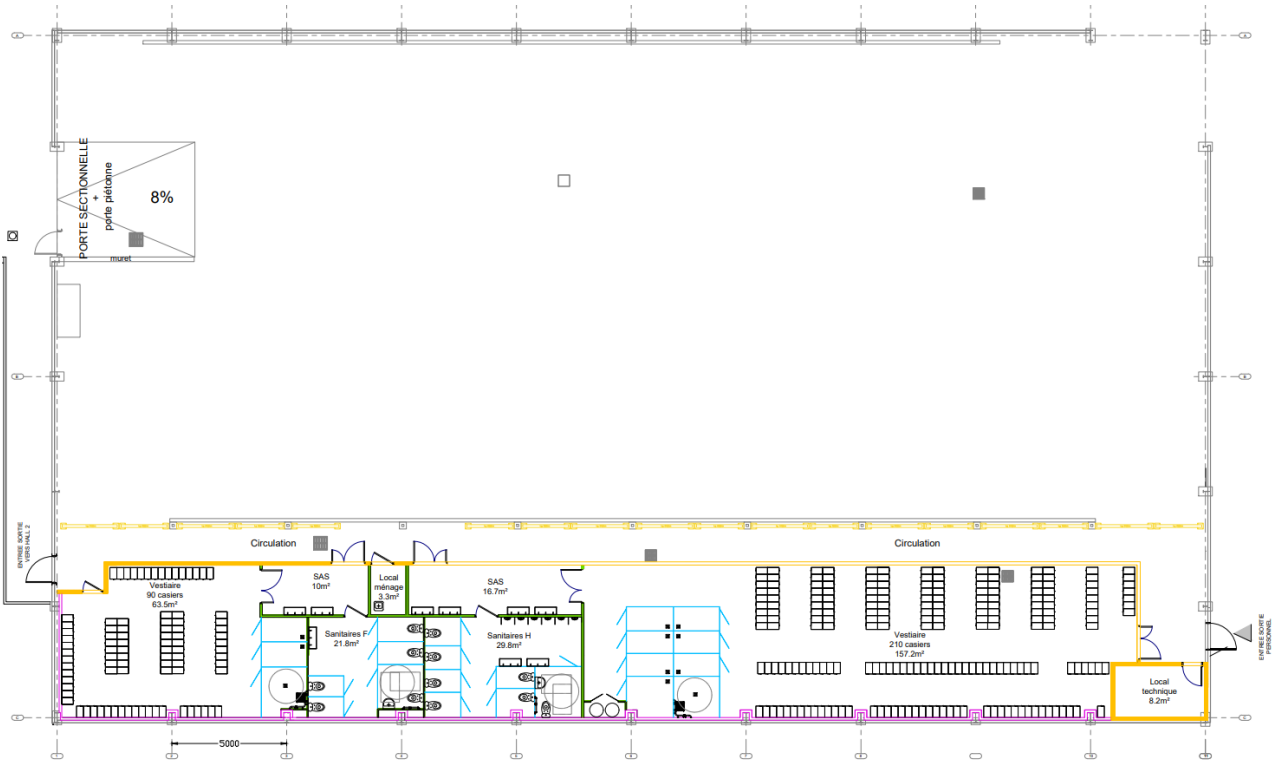 PORTE SECTIONNELLE
+
porte piétonne
8%
muret
ENTREE SORTIE
VERS HALL 2
Circulation
Circulation
Vestiaire
90 casiers
63.5m²
SAS
10m²
Local
ménage
3.3m²
SAS
16.7m²
Sanitaires F
21.8m²
Sanitaires H
29.8m²
Vestiaire
210 casiers
157.2m²
Local
technique
8.2m²
ENTREE SORTIE
PERSONNEL
5000